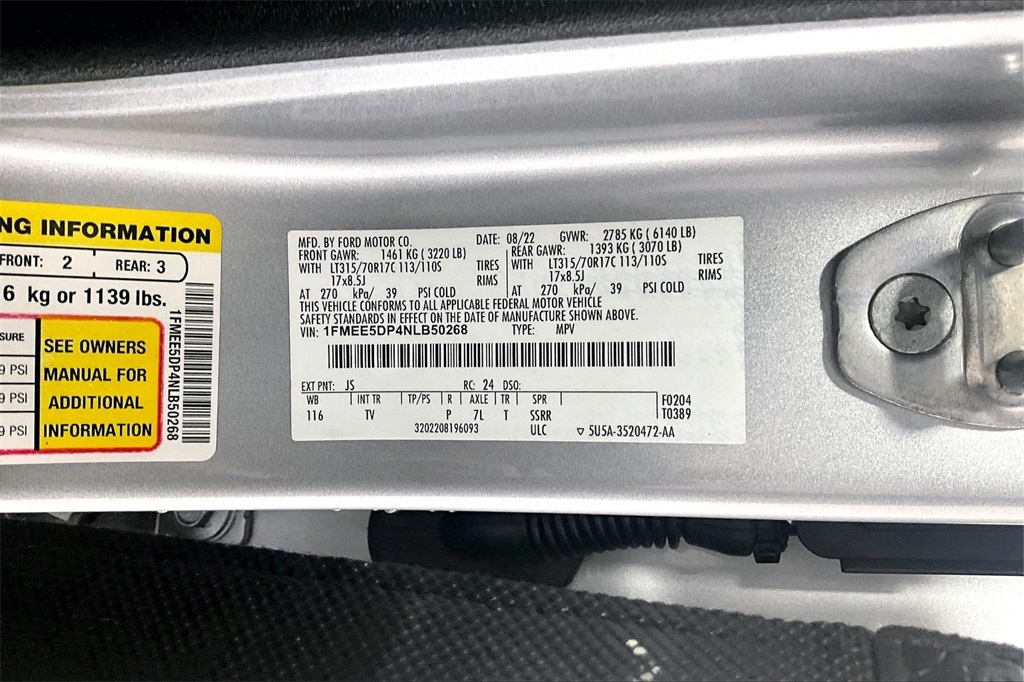 NG INFORMATION
FRONT: 2 REAR: 3
6 kg or 1139 lbs.
SURE
9 PSI
9 PSI
9 PSI
SEE OWNERS
MANUAL FOR
ADDITIONAL
INFORMATION
1FMEE5DP4NLB50268
MFD. BY FORD MOTOR CO. DATE: 08/22 GVWR: 2785 KG ( 6140 LB)
FRONT GAWR: 1461 KG ( 3220 LB) REAR GAWR: 1393 KG ( 3070 LB)
WITH LT315/70R17C 113/110S TIRES WITH LT315/70R17C 113/110S TIRES
17x8.5J RIMS 17x8.5J RIMS
AT 270 kPa/ 39 PSI COLD AT 270 kPa/ 39 PSI COLD
THIS VEHICLE CONFORMS TO ALL APPLICABLE FEDERAL MOTOR VEHICLE
SAFETY STANDARDS IN EFFECT ON THE DATE OF MANUFACTURE SHOWN ABOVE.
VIN: 1FMEE5DP4NLB50268 TYPE: MPV
EXT PNT: JS RC: 24 DSO:
WB INT TR TP/PS R AXLE TR SPR F0204
116 TV P 7L T SSRR T0389
3202208196093 ULC ▽ 5U5A-3520472-AA